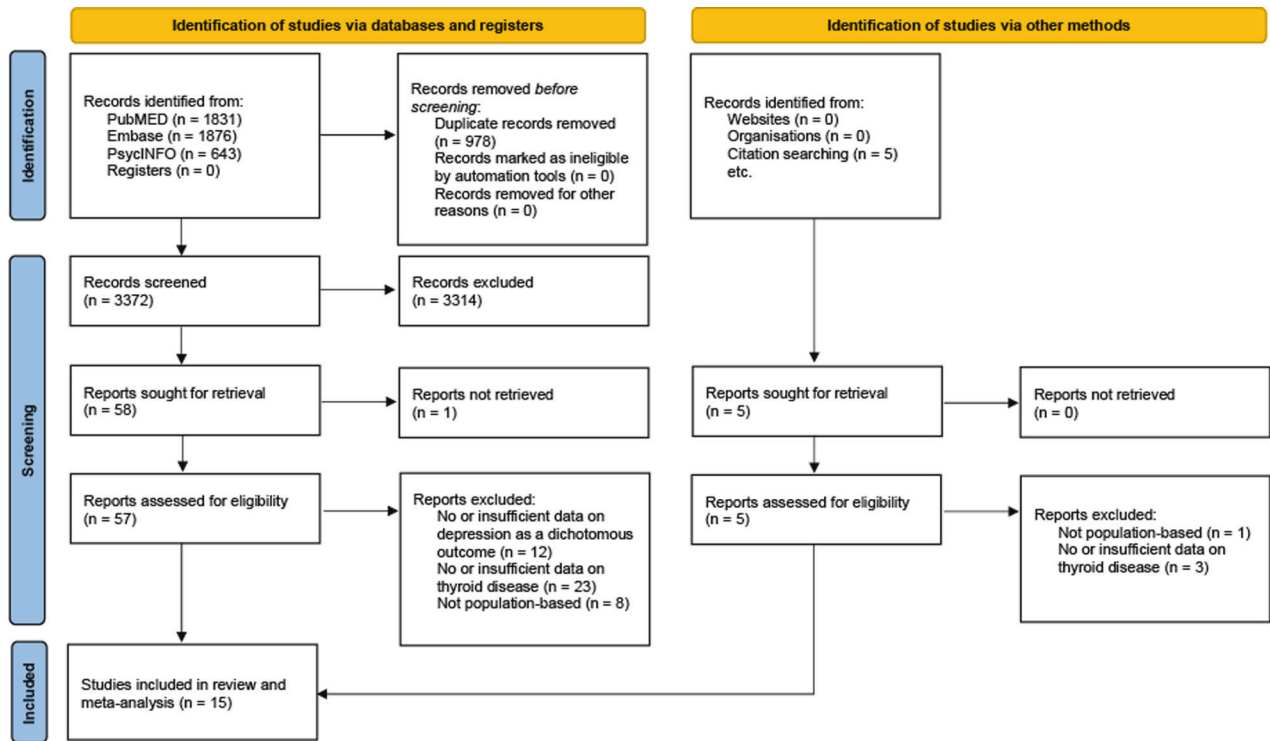 Identification of studies via databases and registers
Identification of studies via other methods
Identification
Records identified from:
PubMED (n = 1831)
Embase (n = 1876)
PsycINFO (n = 643)
Registers (n = 0)
Records removed before
screening:
Duplicate records removed
(n = 978)
Records marked as ineligible
by automation tools (n = 0)
Records removed for other
reasons (n = 0)
Records identified from:
Websites (n = 0)
Organisations (n = 0)
Citation searching (n = 5)
etc.
Screening
Records screened
(n = 3372)
Records excluded
(n = 3314)
Reports sought for retrieval
(n = 58)
Reports not retrieved
(n = 1)
Reports sought for retrieval
(n = 5)
Reports not retrieved
(n = 0)
Reports assessed for eligibility
(n = 57)
Reports excluded:
No or insufficient data on
depression as a dichotomous
outcome (n = 12)
No or insufficient data on
thyroid disease (n = 23)
Not population-based (n = 8)
Reports assessed for eligibility
(n = 5)
Reports excluded:
Not population-based (n = 1)
No or insufficient data on
thyroid disease (n = 3)
Included
Studies included in review and
meta-analysis (n = 15)